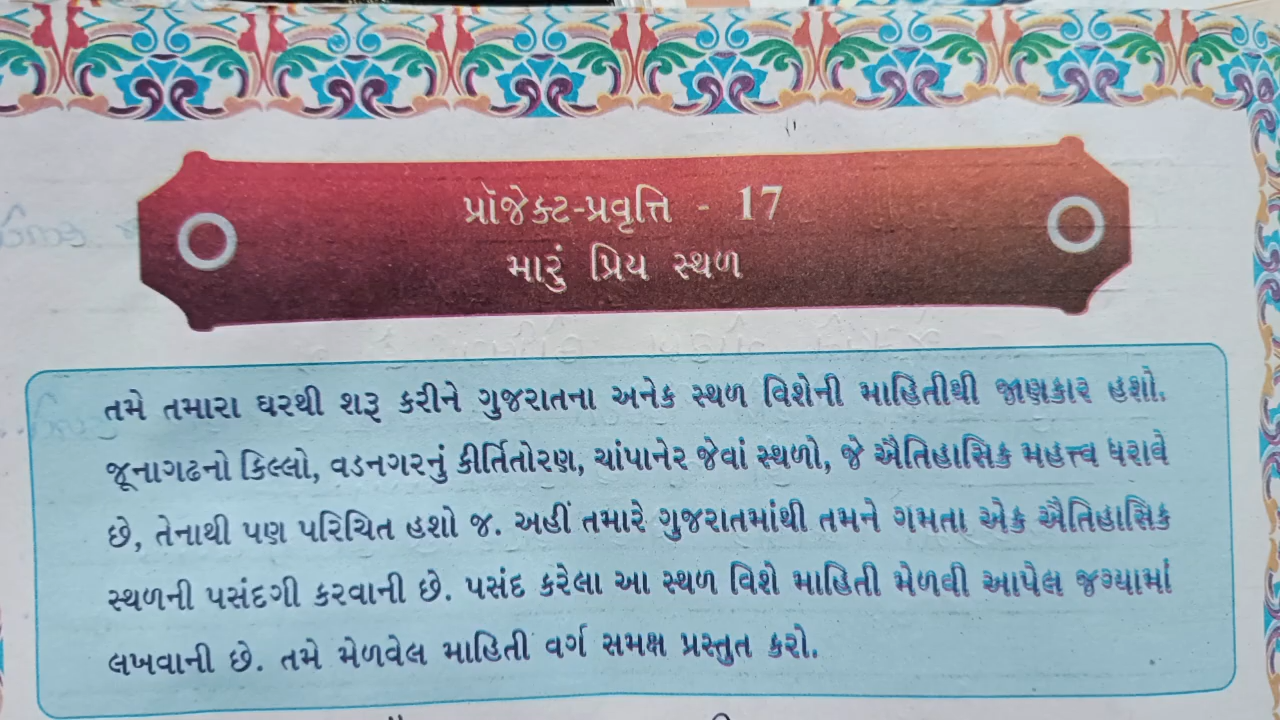 પ્રૉજેક્ટ-પ્રવૃત્તિ - 17
મારું પ્રિય સ્થળ
તમે તમારા ઘરથી શરૂ કરીને ગુજરાતના અનેક સ્થળ વિશેની માહિતીથી જાણકાર હશો.
જૂનાગઢનો કિલ્લો, વડનગરનું કીર્તિતોરણ, ચાંપાનેર જેવાં સ્થળો, જે ઐતિહાસિક મહત્ત્વ ધરાવે
છે, તેનાથી પણ પરિચિત હશો જ. અહીં તમારે ગુજરાતમાંથી તમને ગમતા એક ઐતિહાસિક
સ્થળની પસંદગી કરવાની છે. પસંદ કરેલા આ સ્થળ વિશે માહિતી મેળવી આપેલ જગ્યામાં
લખવાની છે. તમે મેળવેલ માહિતી વર્ગ સમક્ષ પ્રસ્તુત કરો.